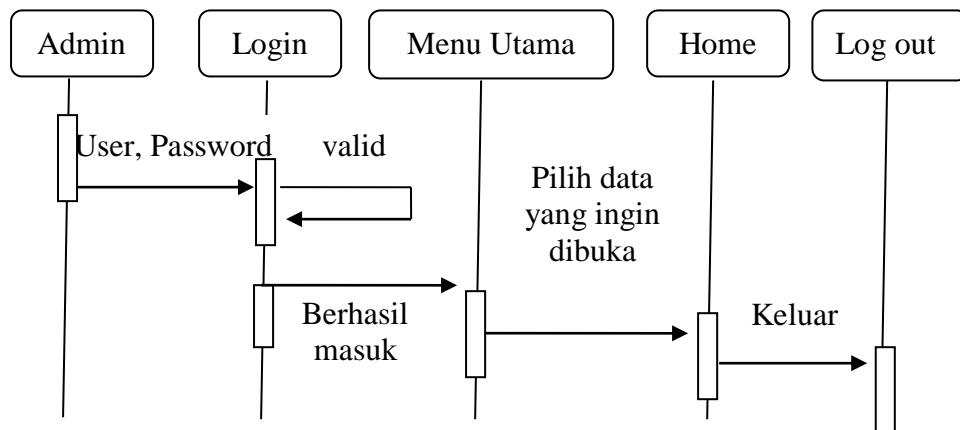 Admin
Login
Menu Utama
Home
Log out
User, Password
valid
Pilih data
yang ingin
dibuka
Berhasil
masuk
Keluar